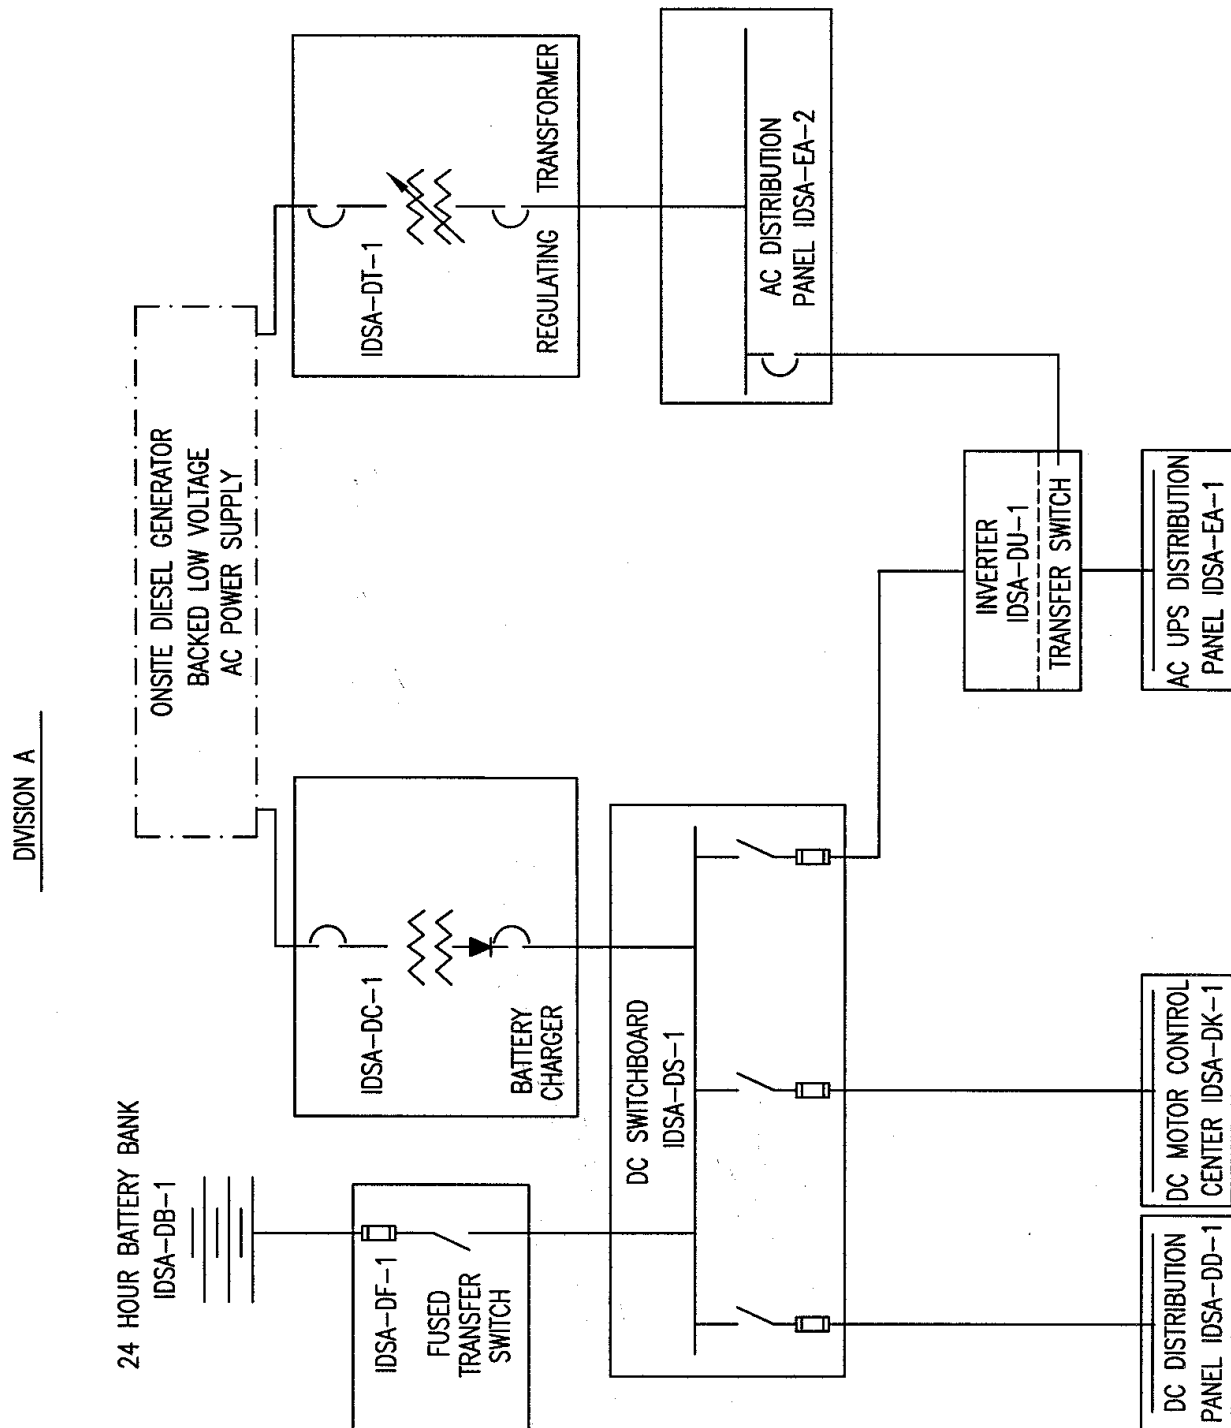 DIVISION A
24 HOUR BATTERY BANK
IDSA-DB-1
ONSITE DIESEL GENERATOR
BACKED LOW VOLTAGE
AC POWER SUPPLY
IDSA-DF-1
FUSED
TRANSFER
SWITCH
IDSA-DC-1
BATTERY
CHARGER
IDSA-DT-1
REGULATING TRANSFORMER
DC SWITCHBOARD
IDSA-DS-1
AC DISTRIBUTION
PANEL IDSA-EA-2
INVERTER
IDSA-DU-1
TRANSFER SWITCH
DC DISTRIBUTION
PANEL IDSA-DD-1
DC MOTOR CONTROL
CENTER IDSA-DK-1
AC UPS DISTRIBUTION
PANEL IDSA-EA-1